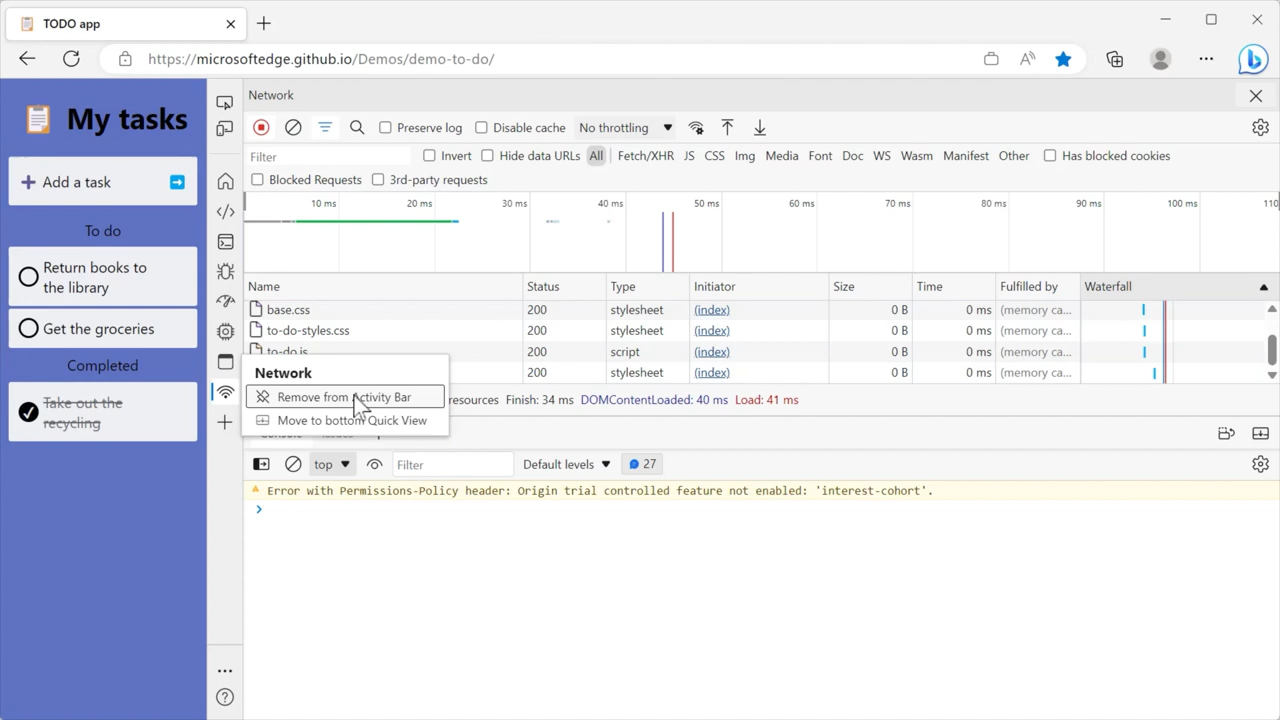 TODO app
https://microsoftedge.github.io/Demos/demo-to-do/
My tasks
Add a task
To do
Return books to
the library
Get the groceries
Completed
Take out the
recycling
Network
Preserve log
Disable cache
No throttling
Filter
Invert
Hide data URLs
All
Fetch/XHR
JS
CSS
Img
Media
Font
Doc
WS
Wasm
Manifest
Other
Has blocked cookies
Blocked Requests
3rd-party requests
10 ms
20 ms
30 ms
40 ms
50 ms
60 ms
70 ms
80 ms
90 ms
100 ms
110
Name Status Type Initiator Size Time Fulfilled by Waterfall
base.css 200 stylesheet (index) 0 B 0 ms (memory ca...
to-do-styles.css 200 stylesheet (index) 0 B 0 ms (memory ca...
to-do.js 200 script (index) 0 B 0 ms (memory ca...
200 stylesheet (index) 0 B 0 ms (memory ca...
Network
Remove from Activity Bar
Move to bottom Quick View
resources Finish: 34 ms DOMContentLoaded: 40 ms Load: 41 ms
top
Filter
Default levels
27
Error with Permissions-Policy header: Origin trial controlled feature not enabled: 'interest-cohort'.